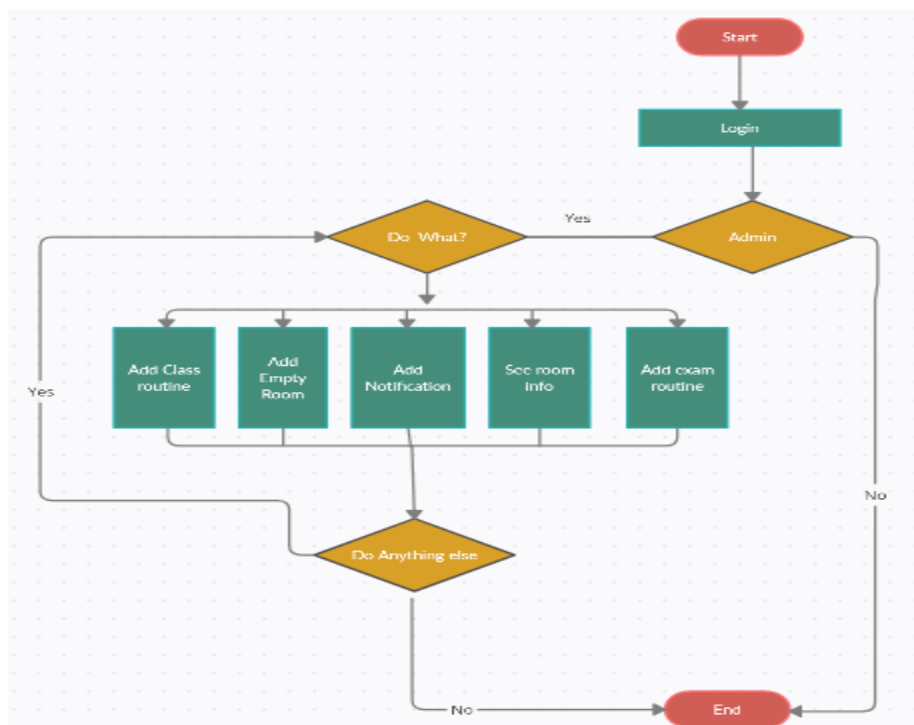 Start
Login
Yes
Do What?
Admin
Add Class
routine
Add
Empty
Room
Add
Notification
See room
info
Add exam
routine
Yes
No
Do Anything else
No
End